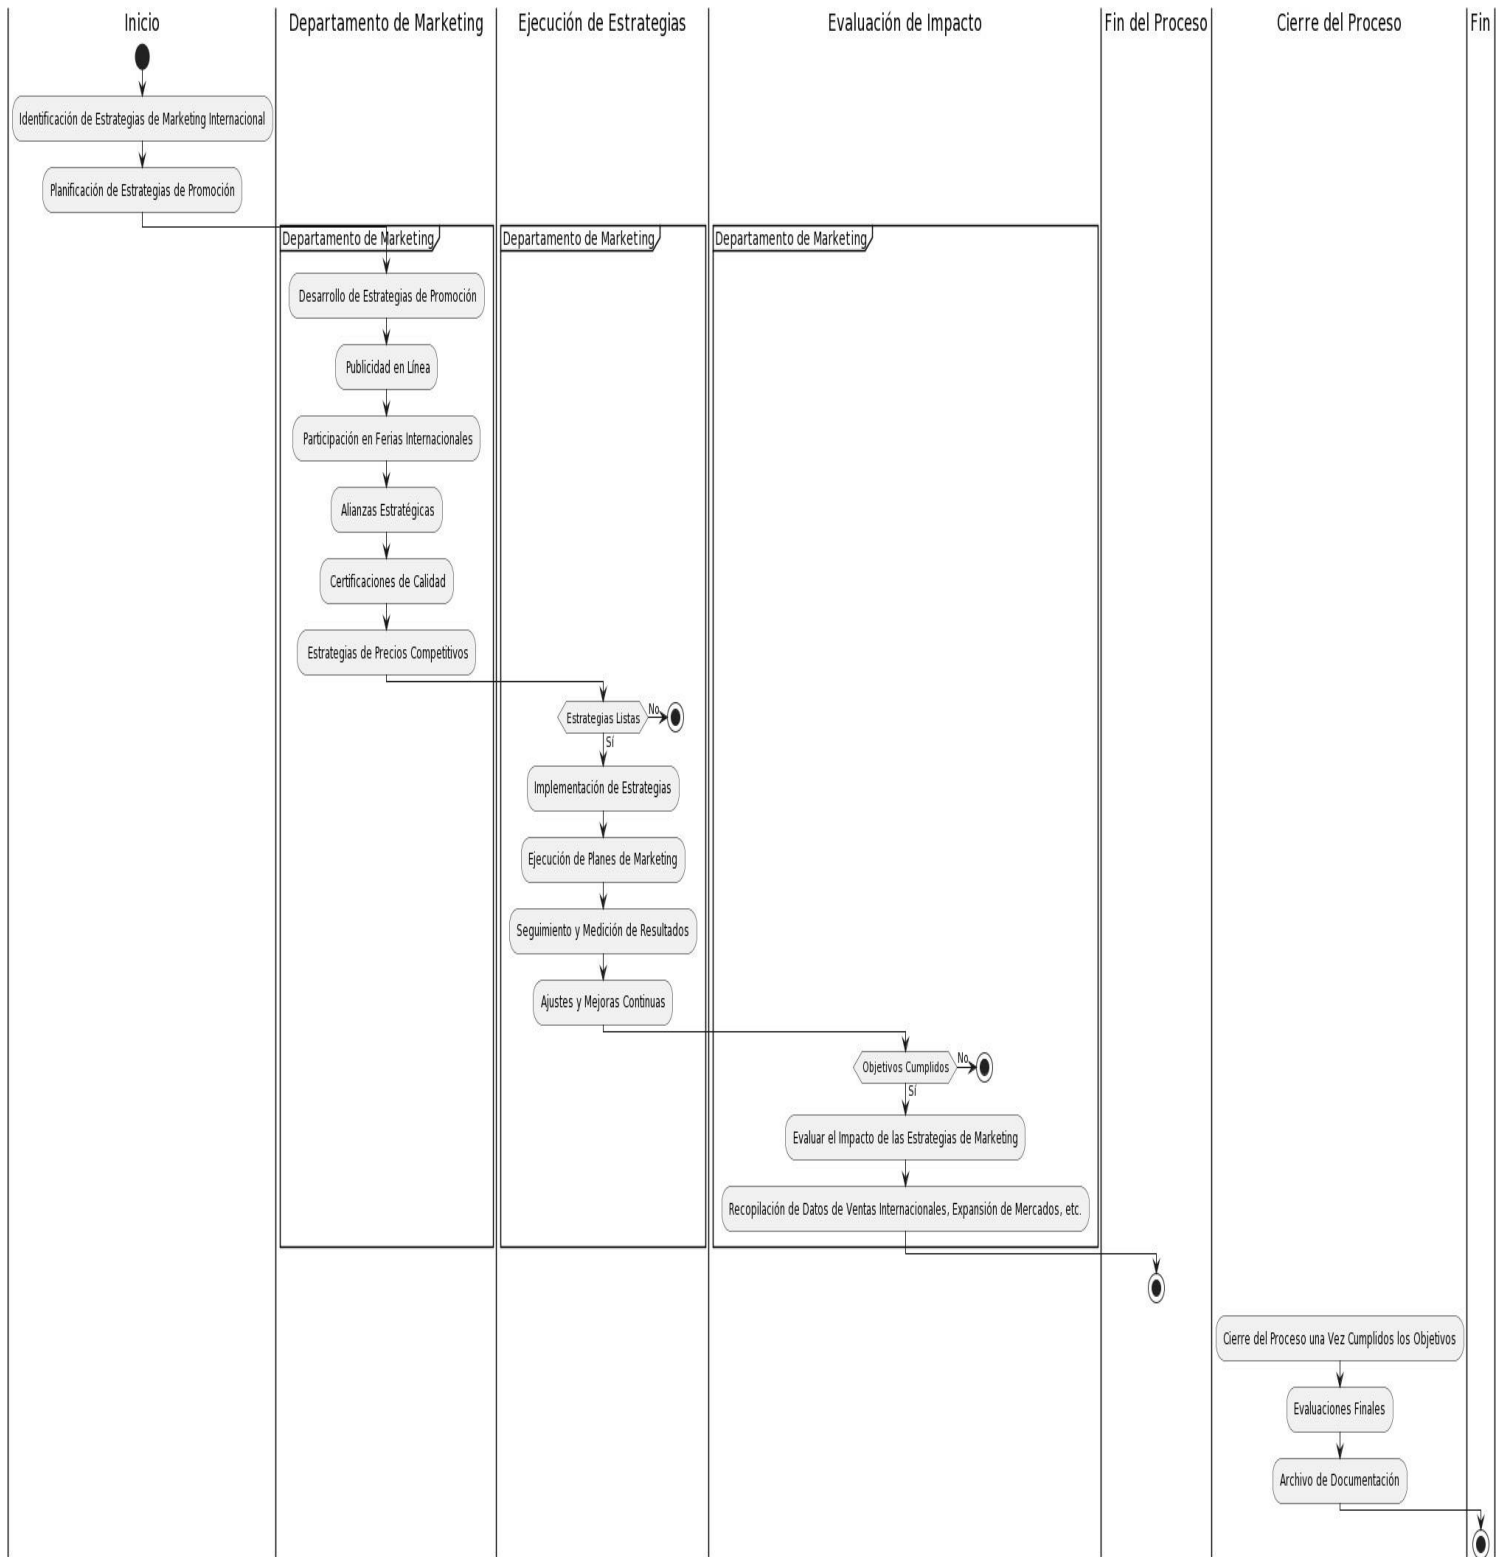 Inicio
Departamento de Marketing
Ejecución de Estrategias
Evaluación de Impacto
Fin del Proceso
Cierre del Proceso
Fin
Identificación de Estrategias de Marketing Internacional
Planificación de Estrategias de Promoción
Departamento de Marketing
Departamento de Marketing
Departamento de Marketing
Desarrollo de Estrategias de Promoción
Publicidad en Línea
Participación en Ferias Internacionales
Alianzas Estratégicas
Certificaciones de Calidad
Estrategias de Precios Competitivos
Estrategias Listas
No
Sí
Implementación de Estrategias
Ejecución de Planes de Marketing
Seguimiento y Medición de Resultados
Ajustes y Mejoras Continuas
Objetivos Cumplidos
No
Sí
Evaluar el Impacto de las Estrategias de Marketing
Recopilación de Datos de Ventas Internacionales, Expansión de Mercados, etc.
Cierre del Proceso una Vez Cumplidos los Objetivos
Evaluaciones Finales
Archivo de Documentación